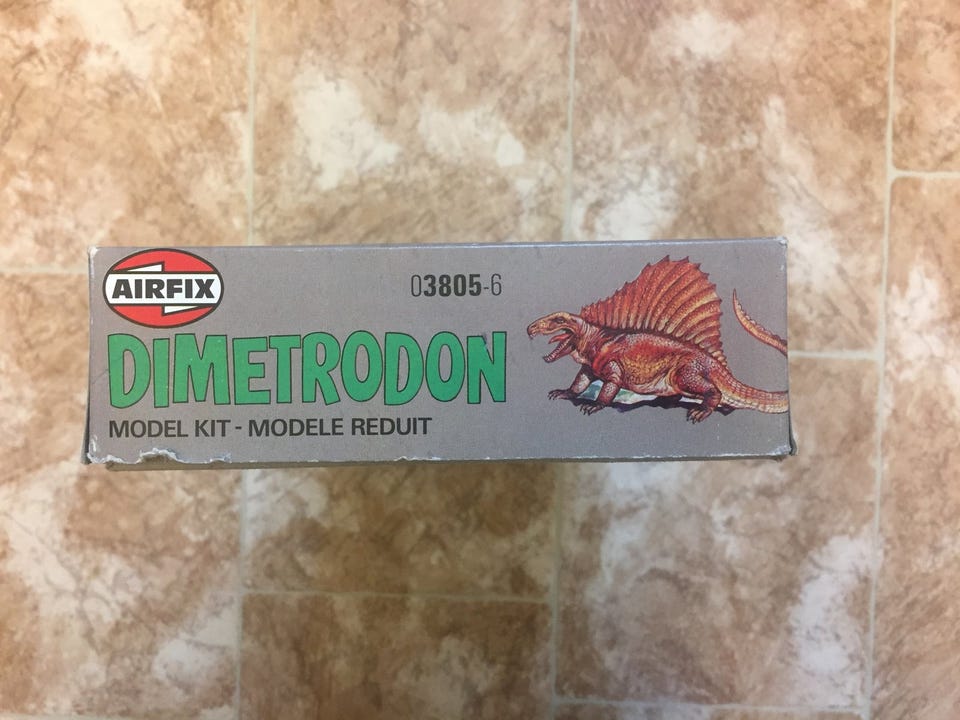 AIRFIX
03805-6
DIMETRODON
MODEL KIT - MODELE REDUIT